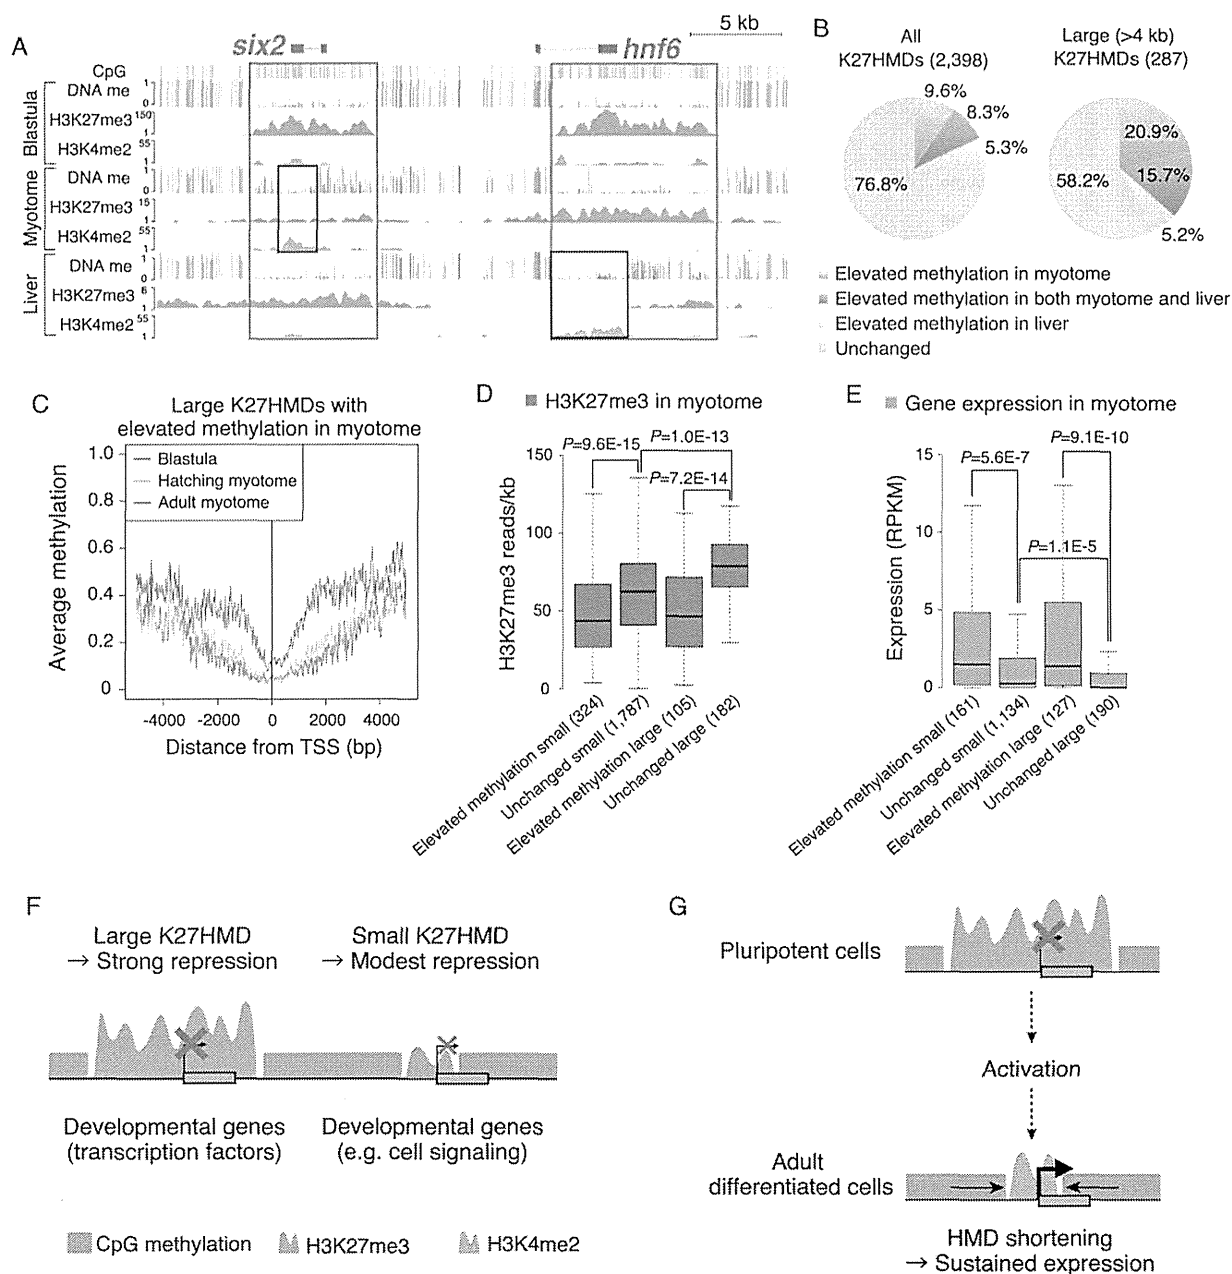 A
5 kb
six2
hnf6
CpG
Blastula
DNA me
1
0
H3K27me3
150
1
H3K4me2
55
1
Myotome
DNA me
1
0
H3K27me3
15
1
H3K4me2
55
1
Liver
DNA me
1
0
H3K27me3
6
1
H3K4me2
55
1
B
All
K27HMDs (2,398)
9.6%
8.3%
5.3%
76.8%
Large (>4 kb)
K27HMDs (287)
20.9%
15.7%
5.2%
58.2%
Elevated methylation in myotome
Elevated methylation in both myotome and liver
Elevated methylation in liver
Unchanged
C
Large K27HMDs with
elevated methylation in myotome
Blastula
Hatching myotome
Adult myotome
Average methylation
1.0
0.8
0.6
0.4
0.2
0
-4000
-2000
0
2000
4000
Distance from TSS (bp)
D
H3K27me3 in myotome
H3K27me3 reads/kb
150
100
50
0
P=9.6E-15
P=1.0E-13
P=7.2E-14
Elevated methylation small (324)
Unchanged small (1,787)
Elevated methylation large (105)
Unchanged large (182)
E
Gene expression in myotome
Expression (RPKM)
15
10
5
0
P=5.6E-7
P=9.1E-10
P=1.1E-5
Elevated methylation small (161)
Unchanged small (1,134)
Elevated methylation large (127)
Unchanged large (190)
F
Large K27HMD
→ Strong repression
Small K27HMD
→ Modest repression
Developmental genes
(transcription factors)
Developmental genes
(e.g. cell signaling)
CpG methylation
H3K27me3
H3K4me2
G
Pluripotent cells
Activation
Adult
differentiated cells
HMD shortening
→ Sustained expression